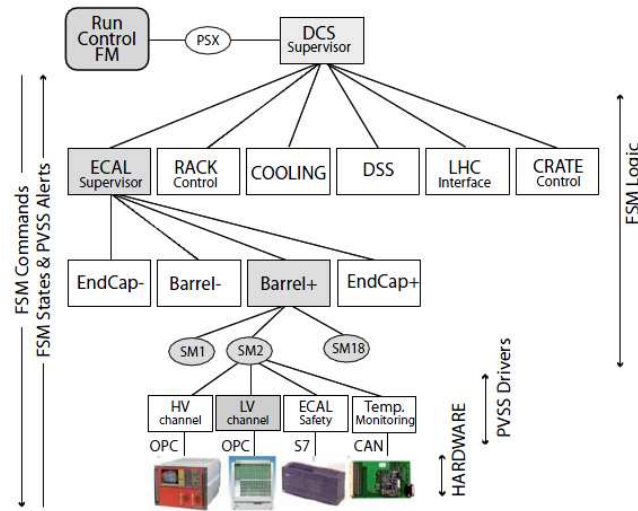 Run
Control
FM
PSX
DCS
Supervisor
ECAL
Supervisor
RACK
Control
COOLING
DSS
LHC
Interface
CRATE
Control
EndCap-
Barrel-
Barrel+
EndCap+
SM1
SM2
SM18
HV
channel
LV
channel
ECAL
Safety
Temp.
Monitoring
OPC
OPC
S7
CAN
FSM Commands
FSM States & PVSS Alerts
FSM Logic
PVSS Drivers
HARDWARE